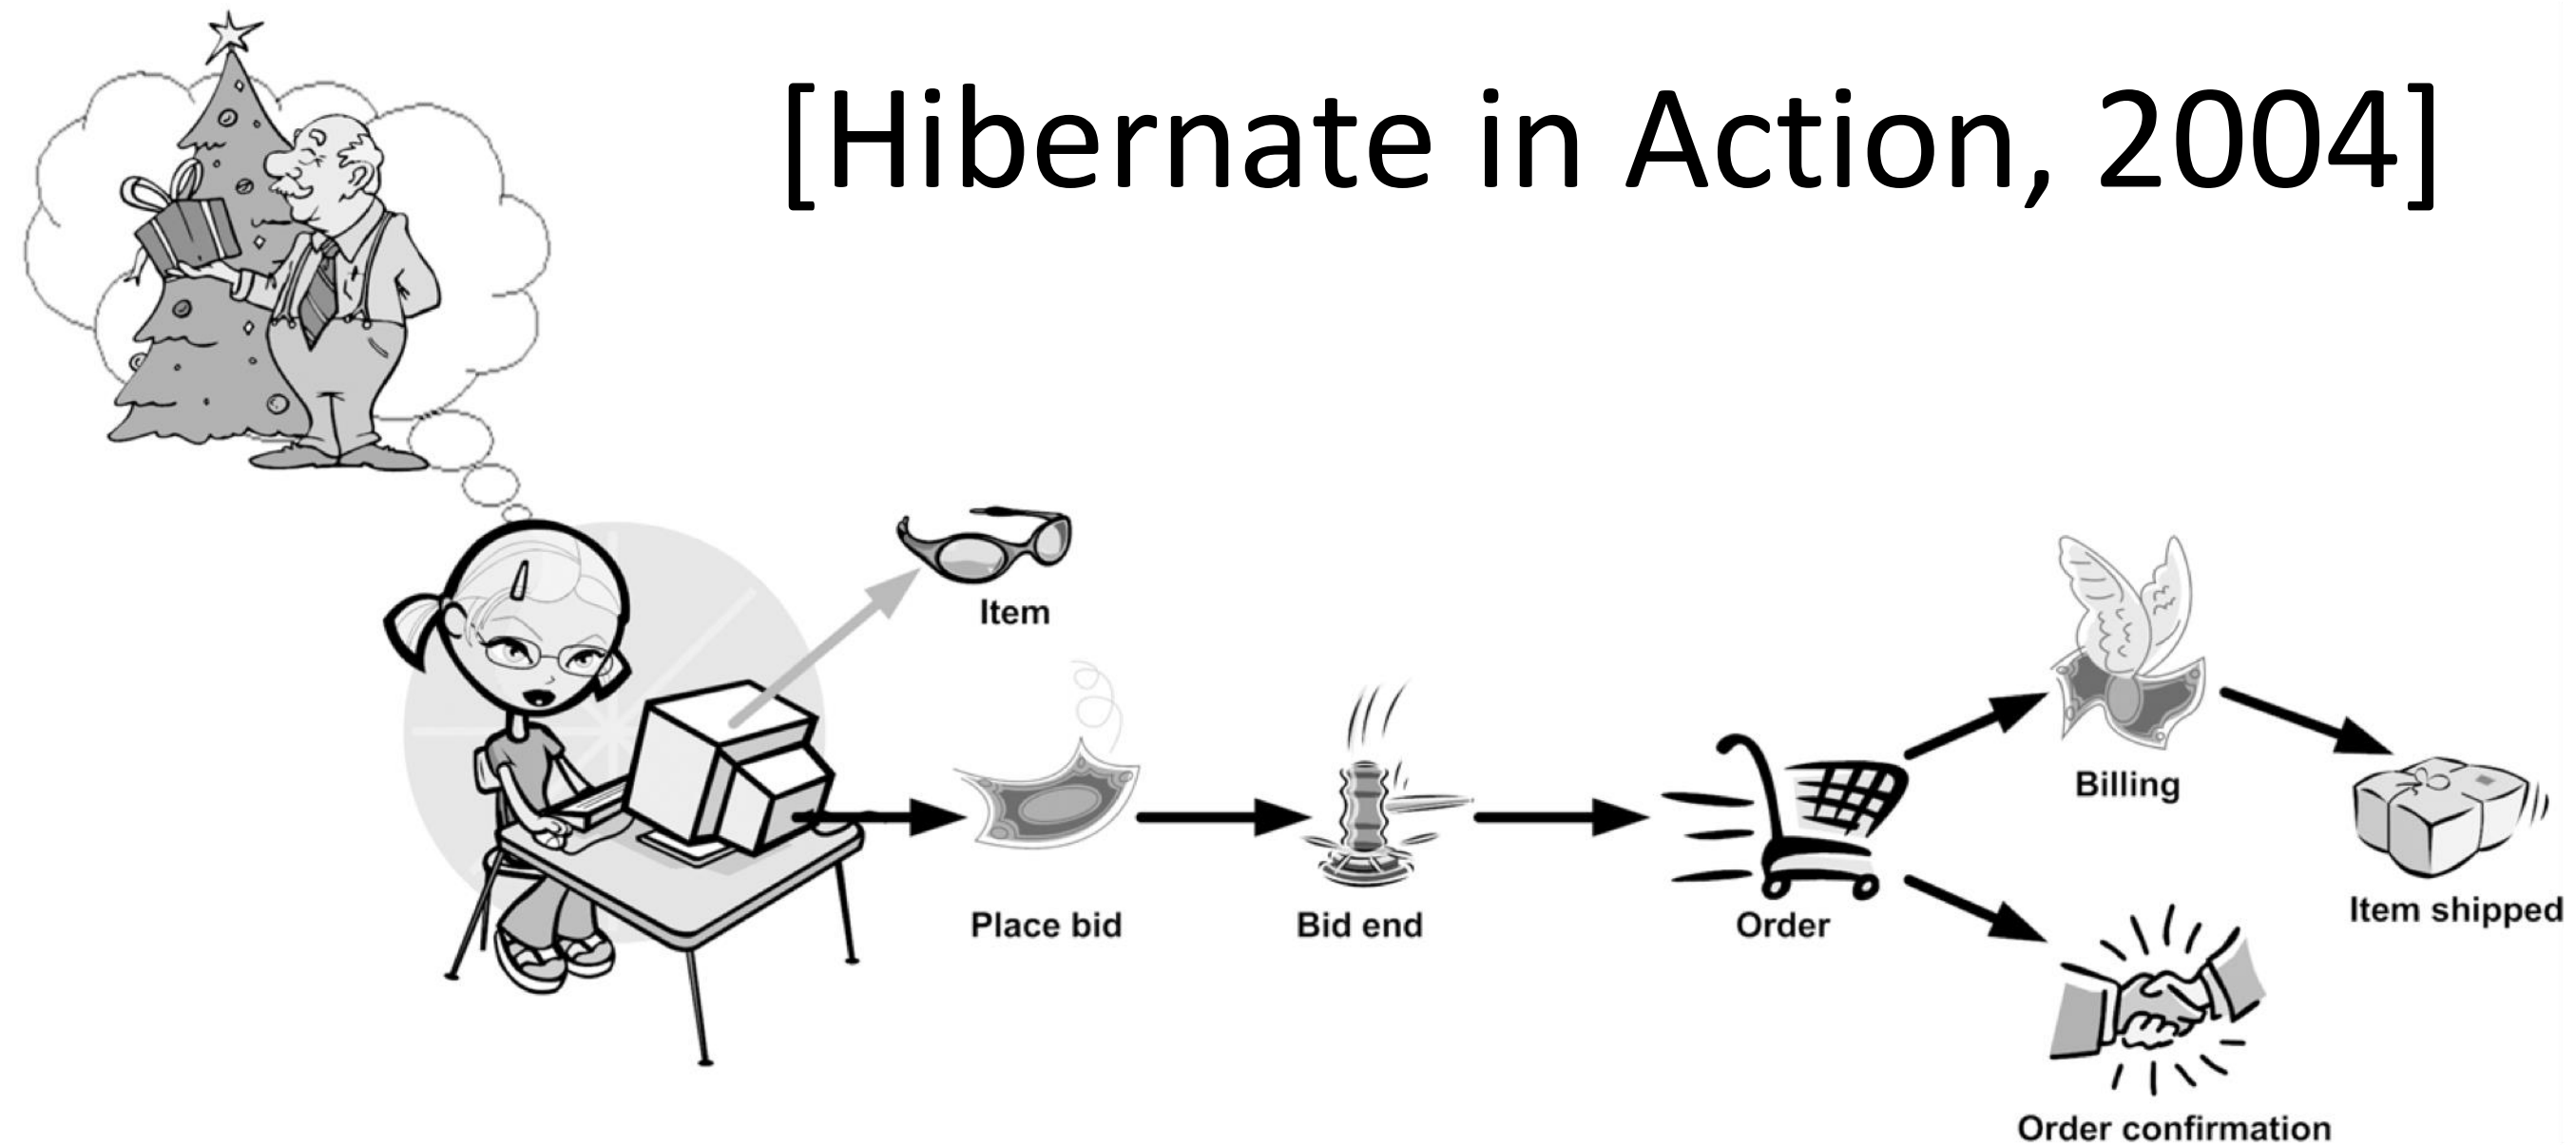 [Hibernate in Action, 2004]
Item
Place bid
Bid end
Order
Billing
Item shipped
Order confirmation